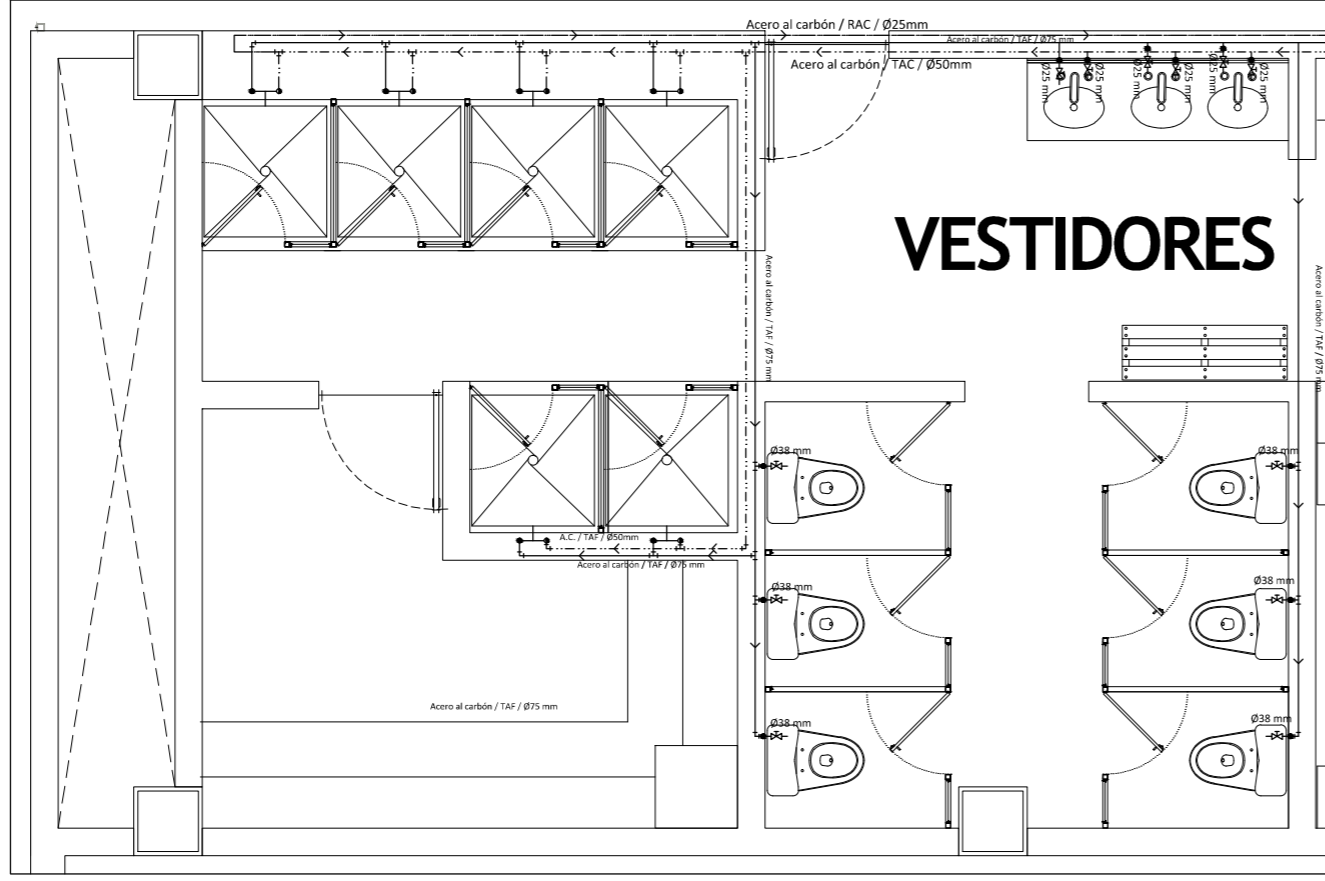 Acero al carbón / RAC / Ø25mm
Acero al carbón / TAF / Ø75 mm
Acero al carbón / TAC / Ø50mm
Ø25 mm
Ø25 mm
Ø25 mm
Ø25 mm
Ø25 mm
Ø25 mm
VESTIDORES
Acero al carbón / TAF / Ø75 mm
Acero al carbón / TAF / Ø75 mm
Ø38 mm
Ø38 mm
A.C. / TAF / Ø50mm
Acero al carbón / TAF / Ø75 mm
Ø38 mm
Ø38 mm
Acero al carbón / TAF / Ø75 mm
Ø38 mm
Ø38 mm